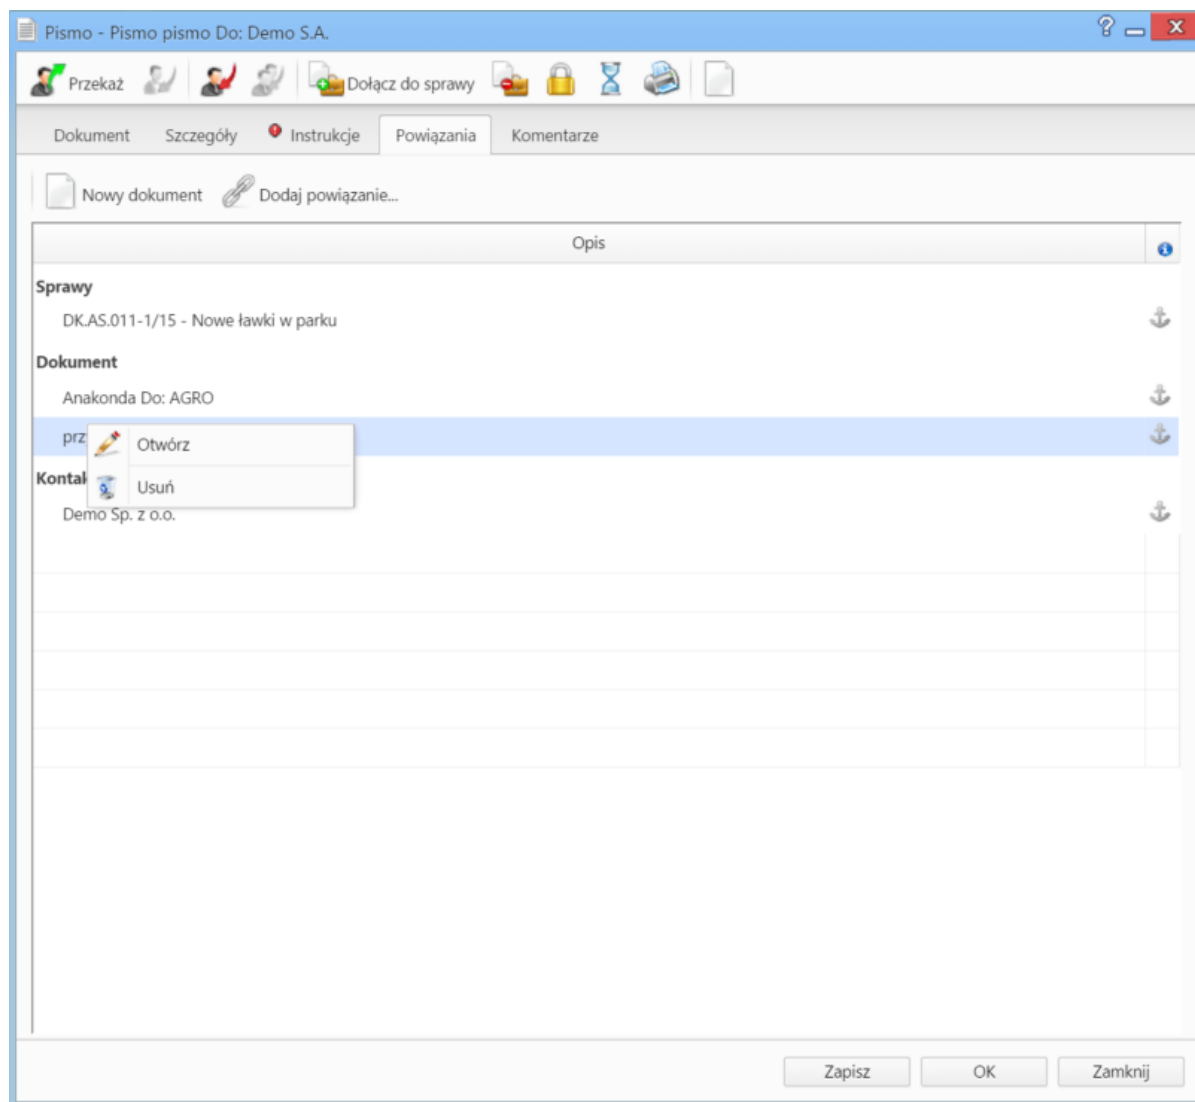 Pismo - Pismo pismo Do: Demo S.A.
Przekaż Dołącz do sprawy
Dokument Szczegóły Instrukcje Powiązania Komentarze
Nowy dokument Dodaj powiązanie...
Opis
Sprawy
DK.AS.011-1/15 - Nowe ławki w parku
Dokument
Anakonda Do: AGRO
Otwórz
Usuń
Demo Sp. z o.o.
Zapisz OK Zamknij